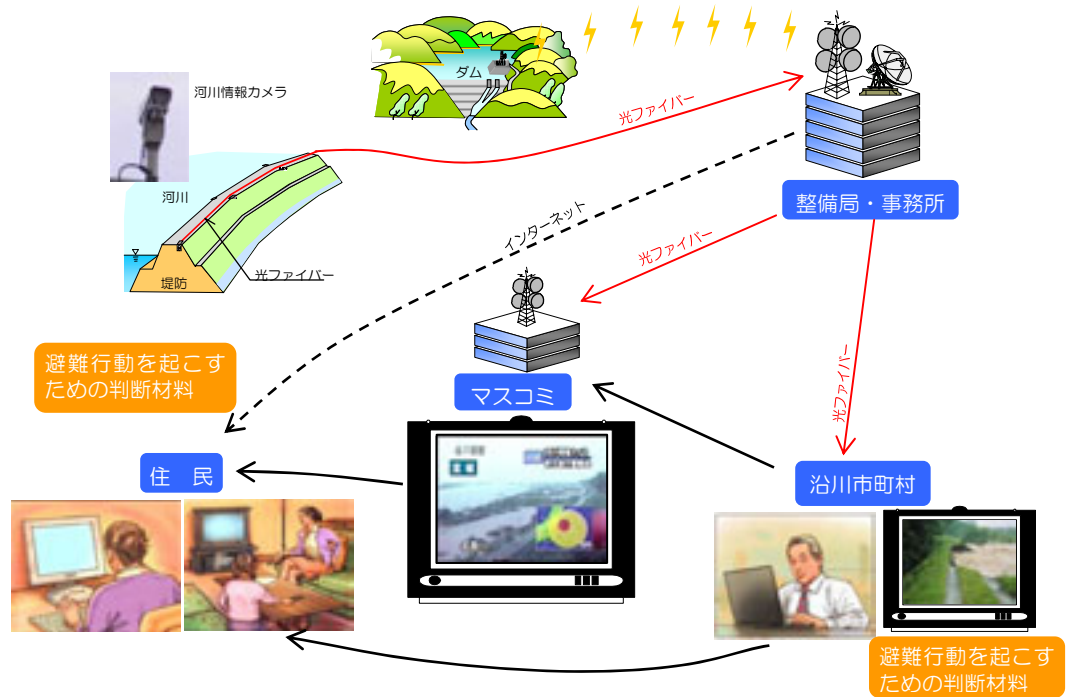 ダム
河川情報カメラ
光ファイバー
河川
整備局・事務所
インターネット
光ファイバー
光ファイバー
堤防
避難行動を起こす
ための判断材料
光ファイバー
マスコミ
住　民
沿川市町村
避難行動を起こす
ための判断材料